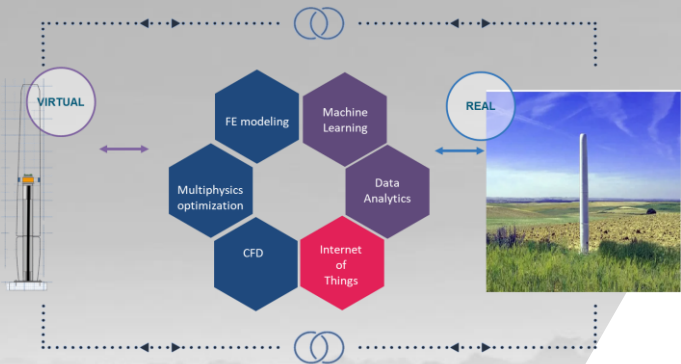 VIRTUAL
FE modeling
Machine
Learning
REAL
Multiphysics
optimization
Data
Analytics
CFD
Internet
of
Things